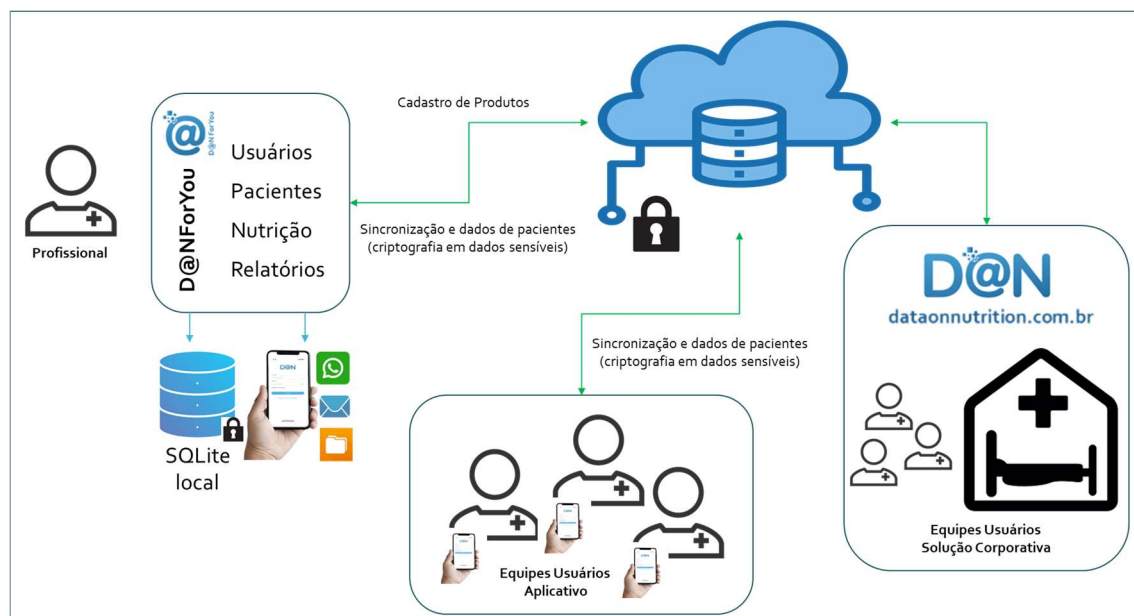 Cadastro de Produtos
D@NForYou
D@NForYou
Usuários
Pacientes
Nutrição
Relatórios
Profissional
Sincronização e dados de pacientes
(criptografia em dados sensíveis)
D@N
dataonnutrition.com.br
Sincronização e dados de pacientes
(criptografia em dados sensíveis)
D@N
SQLite
local
Equipes Usuários
Aplicativo
Equipes Usuários
Solução Corporativa